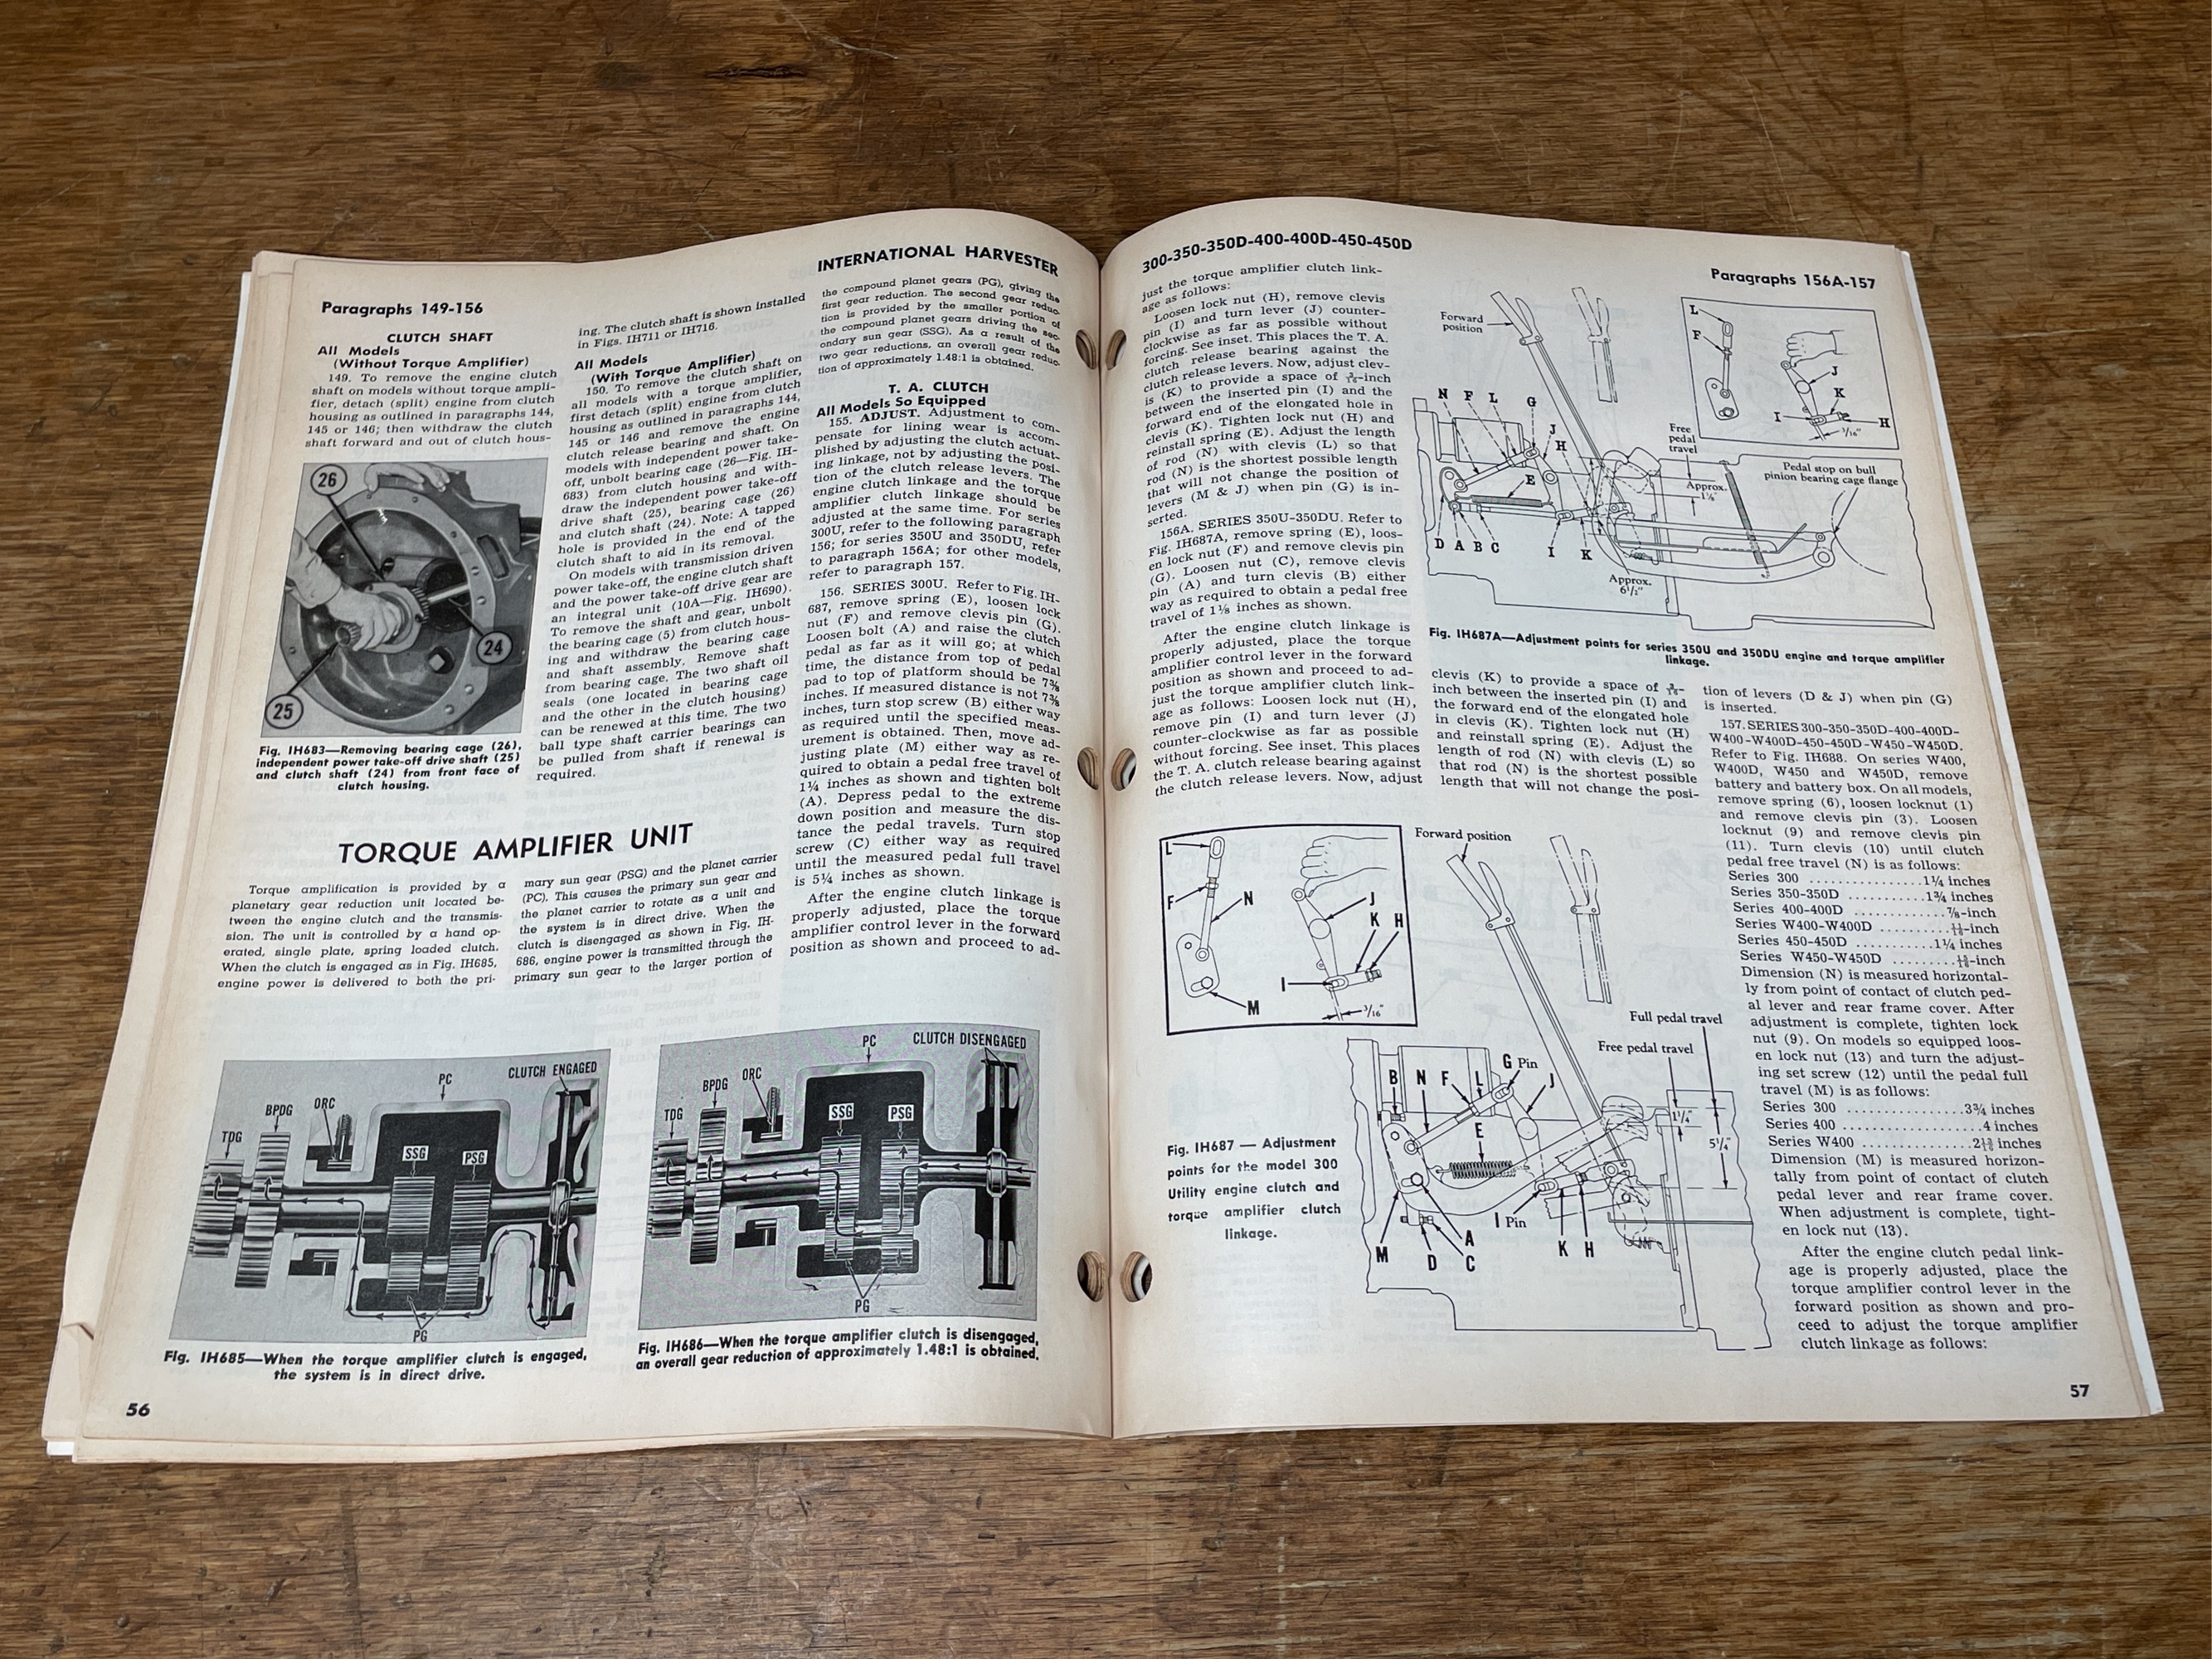 INTERNATIONAL HARVESTER
Paragraphs 149-156
CLUTCH SHAFT
All Models
(Without Torque Amplifier)
149. To remove the engine clutch
shaft on models without torque ampli-
fier, detach (split) engine from clutch
housing as outlined in paragraphs 144,
145 or 146; then withdraw the clutch
shaft forward and out of clutch hous-
26
24
25
Fig. IH683—Removing bearing cage (26),
independent power take-off drive shaft (25)
and clutch shaft (24) from front face of
clutch housing.
ing. The clutch shaft is shown installed
in Figs. IH711 or IH716.
All Models
(With Torque Amplifier)
150. To remove the clutch shaft on
all models with a torque amplifier,
first detach (split) engine from clutch
housing as outlined in paragraphs 144,
145 or 146 and remove the engine
clutch release bearing and shaft. On
models with independent power take-
off, unbolt bearing cage (26—Fig. IH-
683) from clutch housing and with-
draw the independent power take-off
drive shaft (25), bearing cage (26)
and clutch shaft (24). Note: A tapped
hole is provided in the end of the
clutch shaft to aid in its removal.
On models with transmission driven
power take-off, the engine clutch shaft
and the power take-off drive gear are
an integral unit (10A—Fig. IH690).
To remove the shaft and gear, unbolt
the bearing cage (5) from clutch hous-
ing and withdraw the bearing cage
and shaft assembly. Remove shaft
from bearing cage. The two shaft oil
seals (one located in bearing cage
and the other in the clutch housing)
can be renewed at this time. The two
ball type shaft carrier bearings can
be pulled from shaft if renewal is
required.
TORQUE AMPLIFIER UNIT
Torque amplification is provided by a
planetary gear reduction unit located be-
tween the engine clutch and the transmis-
sion. The unit is controlled by a hand op-
erated, single plate, spring loaded clutch.
When the clutch is engaged as in Fig. IH685,
engine power is delivered to both the pri-
mary sun gear (PSG) and the planet carrier
(PC). This causes the primary sun gear and
the planet carrier to rotate as a unit and
the system is in direct drive. When the
clutch is disengaged as shown in Fig. IH-
686, engine power is transmitted through the
primary sun gear to the larger portion of
the compound planet gears (PG), giving the
first gear reduction. The second gear reduc-
tion is provided by the smaller portion of
the compound planet gears driving the sec-
ondary sun gear (SSG). As a result of the
two gear reductions, an overall gear reduc-
tion of approximately 1.48:1 is obtained.
T. A. CLUTCH
All Models So Equipped
155. ADJUST. Adjustment to com-
pensate for lining wear is accom-
plished by adjusting the clutch actuat-
ing linkage, not by adjusting the posi-
tion of the clutch release levers. The
engine clutch linkage and the torque
amplifier clutch linkage should be
adjusted at the same time. For series
300U, refer to the following paragraph
156; for series 350U and 350DU, refer
to paragraph 156A; for other models,
refer to paragraph 157.
156. SERIES 300U. Refer to Fig. IH-
687, remove spring (E), loosen lock
nut (F) and remove clevis pin (G).
Loosen bolt (A) and raise the clutch
pedal as far as it will go; at which
time, the distance from top of pedal
pad to top of platform should be 7⅜
inches. If measured distance is not 7⅜
inches, turn stop screw (B) either way
as required until the specified meas-
urement is obtained. Then, move ad-
justing plate (M) either way as re-
quired to obtain a pedal free travel of
1¼ inches as shown and tighten bolt
(A). Depress pedal to the extreme
down position and measure the dis-
tance the pedal travels. Turn stop
screw (C) either way as required
until the measured pedal full travel
is 5¼ inches as shown.
After the engine clutch linkage is
properly adjusted, place the torque
amplifier control lever in the forward
position as shown and proceed to ad-
TDG
BPDG
ORC
PC
CLUTCH ENGAGED
SSG
PSG
PG
Fig. IH685—When the torque amplifier clutch is engaged,
the system is in direct drive.
TDG
BPDG
ORC
PC
CLUTCH DISENGAGED
SSG
PSG
PG
Fig. IH686—When the torque amplifier clutch is disengaged,
an overall gear reduction of approximately 1.48:1 is obtained.
56
300-350-350D-400-400D-450-450D
Paragraphs 156A-157
just the torque amplifier clutch link-
age as follows:
Loosen lock nut (H), remove clevis
pin (I) and turn lever (J) counter-
clockwise as far as possible without
forcing. See inset. This places the T. A.
clutch release bearing against the
clutch release levers. Now, adjust clev-
is (K) to provide a space of 3/16-inch
between the inserted pin (I) and the
forward end of the elongated hole in
clevis (K). Tighten lock nut (H) and
reinstall spring (E). Adjust the length
of rod (N) with clevis (L) so that
rod (N) is the shortest possible length
that will not change the position of
levers (M & J) when pin (G) is in-
serted.
156A. SERIES 350U-350DU. Refer to
Fig. IH687A, remove spring (E), loos-
en lock nut (F) and remove clevis pin
(G). Loosen nut (C), remove clevis
pin (A) and turn clevis (B) either
way as required to obtain a pedal free
travel of 1⅛ inches as shown.
After the engine clutch linkage is
properly adjusted, place the torque
amplifier control lever in the forward
position as shown and proceed to ad-
just the torque amplifier clutch link-
age as follows: Loosen lock nut (H),
remove pin (I) and turn lever (J)
counter-clockwise as far as possible
without forcing. See inset. This places
the T. A. clutch release bearing against
the clutch release levers. Now, adjust
Forward
position
L
F
J
K
I
H
3/16"
N F L G
J
H
E
D A B C
I K
Free
pedal
travel
Approx.
1⅛"
Pedal stop on bull
pinion bearing cage flange
Approx.
6½"
Fig. IH687A—Adjustment points for series 350U and 350DU engine and torque amplifier
linkage.
clevis (K) to provide a space of 3/16-
inch between the inserted pin (I) and
the forward end of the elongated hole
in clevis (K). Tighten lock nut (H)
and reinstall spring (E). Adjust the
length of rod (N) with clevis (L) so
that rod (N) is the shortest possible
length that will not change the posi-
tion of levers (D & J) when pin (G)
is inserted.
157. SERIES 300-350-350D-400-400D-
W400-W400D-450-450D-W450-W450D.
Refer to Fig. IH688. On series W400,
W400D, W450 and W450D, remove
battery and battery box. On all models,
remove spring (6), loosen locknut (1)
and remove clevis pin (3). Loosen
locknut (9) and remove clevis pin
(11). Turn clevis (10) until clutch
pedal free travel (N) is as follows:
Series 300 ................1¼ inches
Series 350-350D ..........1¾ inches
Series 400-400D ............⅞-inch
Series W400-W400D ..........-inch
Series 450-450D ...........1¼ inches
Series W450-W450D ........-inch
Dimension (N) is measured horizontal-
ly from point of contact of clutch ped-
al lever and rear frame cover. After
adjustment is complete, tighten lock
nut (9). On models so equipped loos-
en lock nut (13) and turn the adjust-
ing set screw (12) until the pedal full
travel (M) is as follows:
Series 300 ................3¾ inches
Series 400 ...................4 inches
Series W400 ..............inches
Dimension (M) is measured horizon-
tally from point of contact of clutch
pedal lever and rear frame cover.
When adjustment is complete, tight-
en lock nut (13).
After the engine clutch pedal link-
age is properly adjusted, place the
torque amplifier control lever in the
forward position as shown and pro-
ceed to adjust the torque amplifier
clutch linkage as follows:
L
F
N
M
J
K H
I
3/16"
Forward position
Full pedal travel
Free pedal travel
1¼"
5¼"
B N F L G Pin
J
E
I Pin
K H
M D A
C
Fig. IH687 — Adjustment
points for the model 300
Utility engine clutch and
torque amplifier clutch
linkage.
57